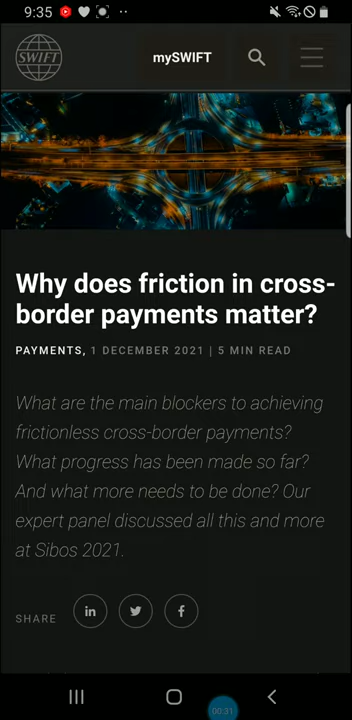 9:35
SWIFT
mySWIFT
Why does friction in cross-
border payments matter?
PAYMENTS, 1 DECEMBER 2021 | 5 MIN READ
What are the main blockers to achieving
frictionless cross-border payments?
What progress has been made so far?
And what more needs to be done? Our
expert panel discussed all this and more
at Sibos 2021.
SHARE
in
f
00:31